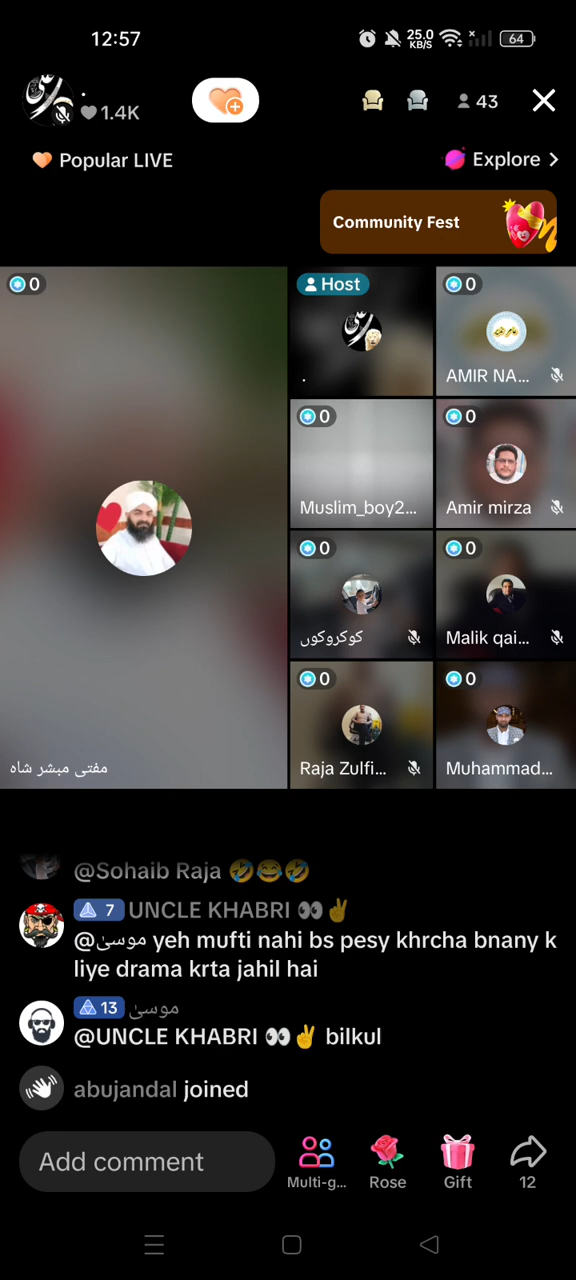 12:57
25.0
KB/S
64
.
1.4K
43
Popular LIVE
Explore >
Community Fest
0
Host
0
.
AMIR NA...
0
0
Muslim_boy2...
Amir mirza
0
0
کوکروکوں
Malik qai...
0
0
مفتی مبشر شاہ
Raja Zulfi...
Muhammad...
@Sohaib Raja 🤣😂🤣
7 UNCLE KHABRI 👀✌️
@موسیٰ yeh mufti nahi bs pesy khrcha bnany k
liye drama krta jahil hai
13 موسیٰ
@UNCLE KHABRI 👀✌️ bilkul
abujandal joined
Add comment
Multi-g...
Rose
Gift
12